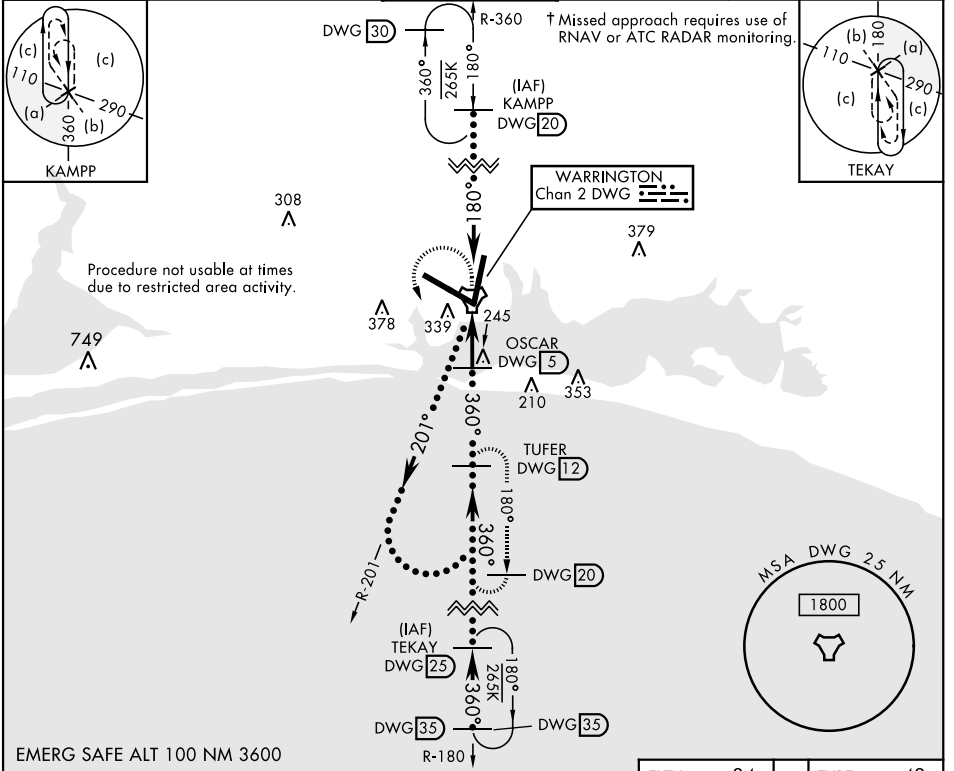 R-360
DWG 30
† Missed approach requires use of
RNAV or ATC RADAR monitoring.
(c)
(c)
110
290
(a)
(b)
360
KAMPP
360°
265K
180°
(IAF)
KAMPP
DWG 20
180
(b)
(a)
110
290
(c)
(c)
TEKAY
180°
WARRINGTON
Chan 2 DWG
308
379
Procedure not usable at times
due to restricted area activity.
378
339
245
749
OSCAR
DWG 5
210
353
360°
201°
TUFER
DWG 12
180°
360°
DWG 20
R-201
MSA DWG 25 NM
1800
(IAF)
TEKAY
DWG 25
180°
265K
360°
DWG 35
DWG 35
R-180
EMERG SAFE ALT 100 NM 3600